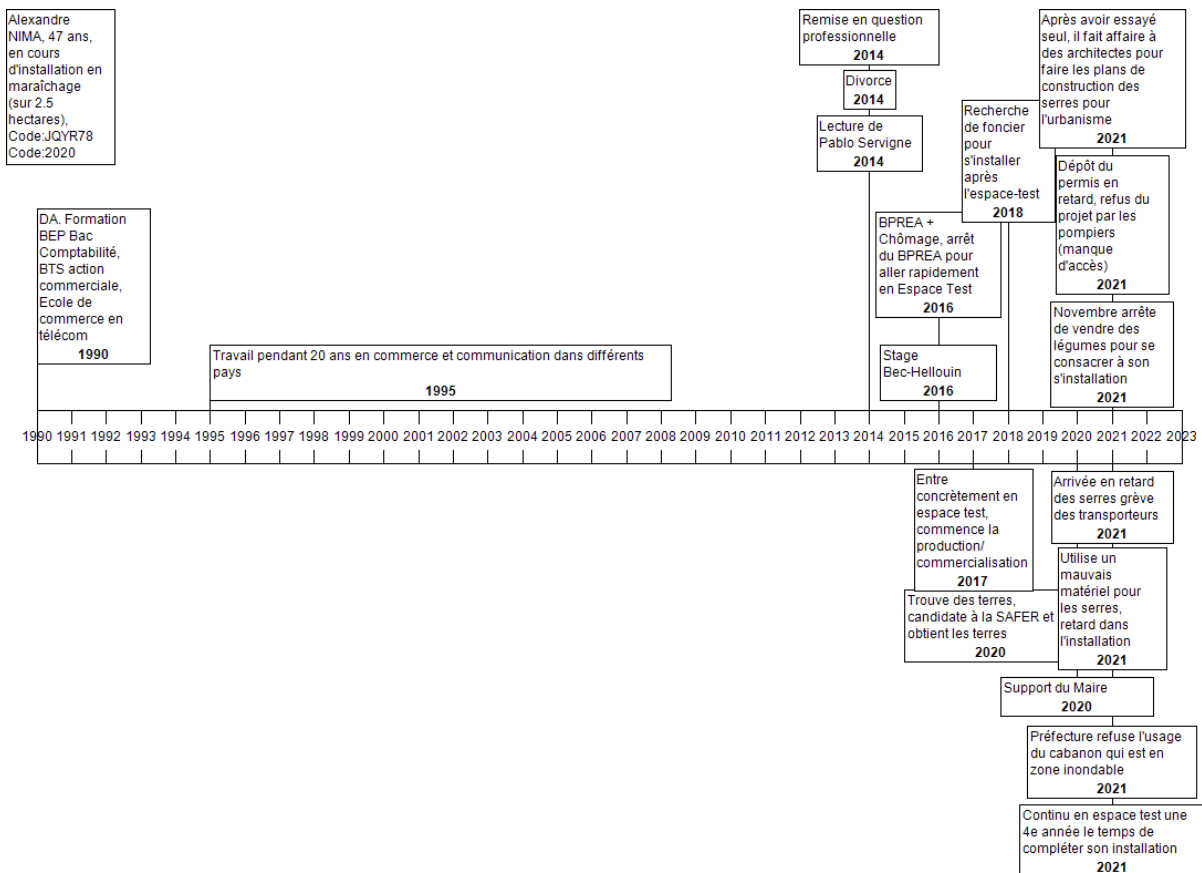 Alexandre
NIMA, 47 ans,
en cours
d'installation en
maraîchage
(sur 2.5
hectares),
Code:JQYR78
Code:2020
DA. Formation
BEP Bac
Comptabilité,
BTS action
commerciale,
Ecole de
commerce en
télécom
1990
Travail pendant 20 ans en commerce et communication dans différents
pays
1995
Remise en question
professionnelle
2014
Divorce
2014
Lecture de
Pablo Servigne
2014
BPREA +
Chômage, arrêt
du BPREA pour
aller rapidement
en Espace Test
2016
Stage
Bec-Hellouin
2016
Recherche
de foncier
pour
s'installer
après
l'espace-test
2018
Après avoir essayé
seul, il fait affaire à
des architectes pour
faire les plans de
construction des
serres pour
l'urbanisme
2021
Dépôt du
permis en
retard, refus du
projet par les
pompiers
(manque
d'accès)
2021
Novembre arrête
de vendre des
légumes pour se
consacrer à son
s'installation
2021
1990 1991 1992 1993 1994 1995 1996 1997 1998 1999 2000 2001 2002 2003 2004 2005 2006 2007 2008 2009 2010 2011 2012 2013 2014 2015 2016 2017 2018 2019 2020 2021 2022 2023
Entre
concrètement en
espace test,
commence la
production/
commercialisation
2017
Trouve des terres,
candidate à la SAFER et
obtient les terres
2020
Arrivée en retard
des serres grève
des transporteurs
2021
Utilise un
mauvais
matériel pour
les serres,
retard dans
l'installation
2021
Support du Maire
2020
Préfecture refuse l'usage
du cabanon qui est en
zone inondable
2021
Continu en espace test une
4e année le temps de
compléter son installation
2021